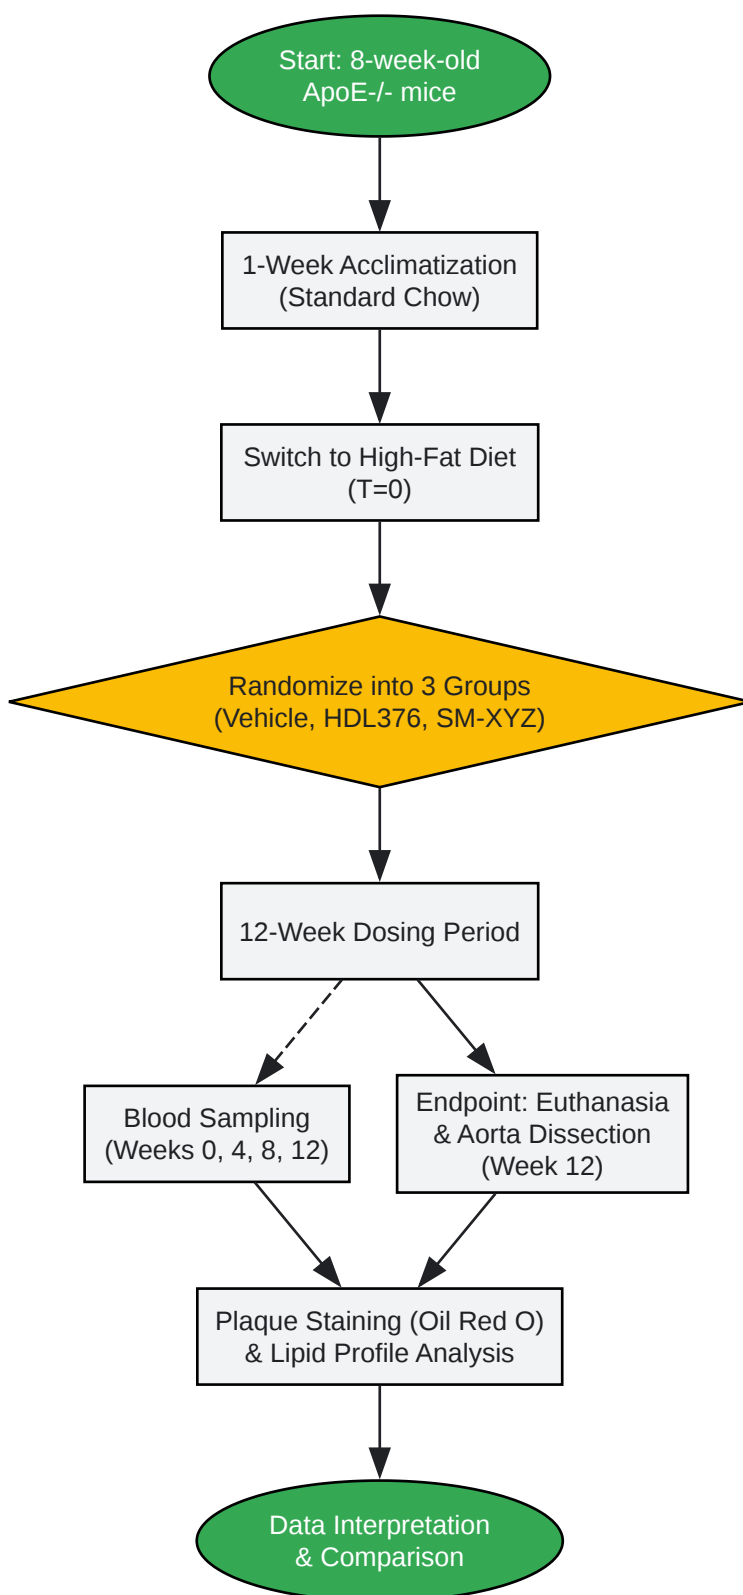 Start: 8-week-old
ApoE-/- mice
1-Week Acclimatization
(Standard Chow)
Switch to High-Fat Diet
(T=0)
Randomize into 3 Groups
(Vehicle, HDL376, SM-XYZ)
12-Week Dosing Period
Blood Sampling
(Weeks 0, 4, 8, 12)
Endpoint: Euthanasia
& Aorta Dissection
(Week 12)
Plaque Staining (Oil Red O)
& Lipid Profile Analysis
Data Interpretation
& Comparison